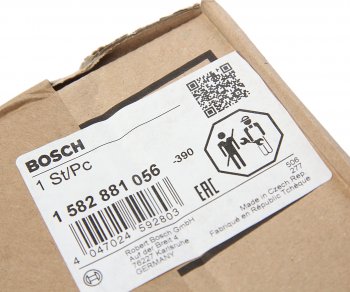 BOSCH
1 St/Pc
1 582 881 056
-390
4 047024 592803
EAC
Robert Bosch GmbH
Auf der Breit 4
76227 Karlsruhe
GERMANY
506
277
Made in Czech Rep
Fabriqué en République Tchèque